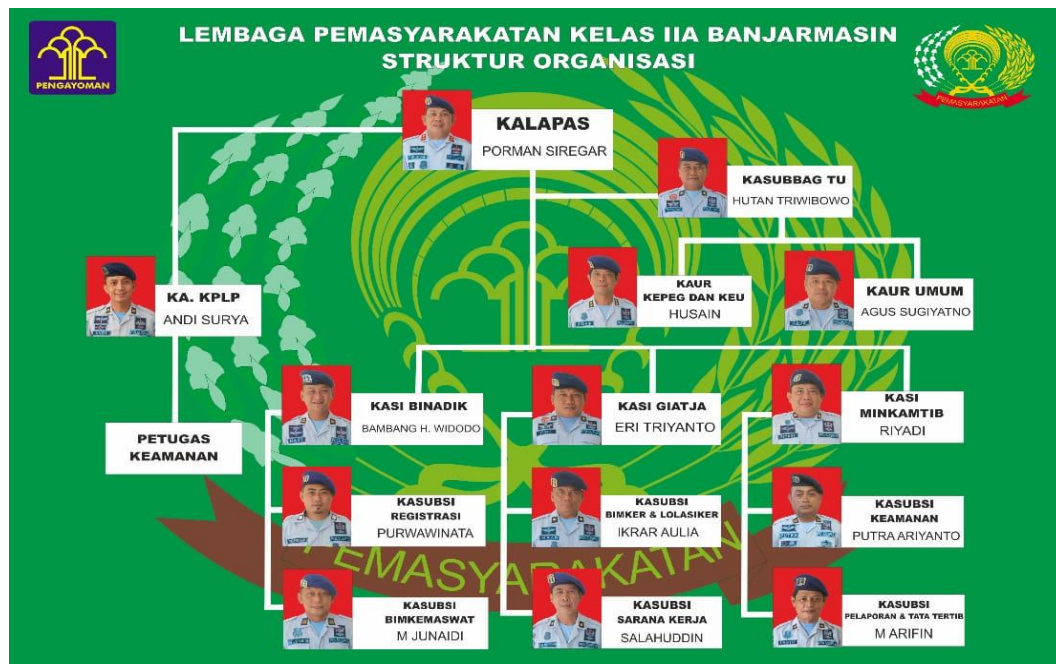 LEMBAGA PEMASYARAKATAN KELAS IIA BANJARMASIN
STRUKTUR ORGANISASI
PENGAYOMAN
PEMASYARAKATAN
KALAPAS
PORMAN SIREGAR
KASUBBAG TU
HUTAN TRIWIBOWO
KA. KPLP
ANDI SURYA
KAUR
KEPEG DAN KEU
HUSAIN
KAUR UMUM
AGUS SUGIYATNO
PETUGAS
KEAMANAN
KASI BINADIK
BAMBANG H. WIDODO
KASI GIATJA
ERI TRIYANTO
KASI
MINKAMTIB
RIYADI
KASUBSI
REGISTRASI
PURWAWINATA
KASUBSI
BIMKER & LOLASIKER
IKRAR AULIA
KASUBSI
KEAMANAN
PUTRA ARIYANTO
PEMASYARAKATAN
KASUBSI
BIMKEMASWAT
M JUNAIDI
KASUBSI
SARANA KERJA
SALAHUDDIN
KASUBSI
PELAPORAN & TATA TERTIB
M ARIFIN